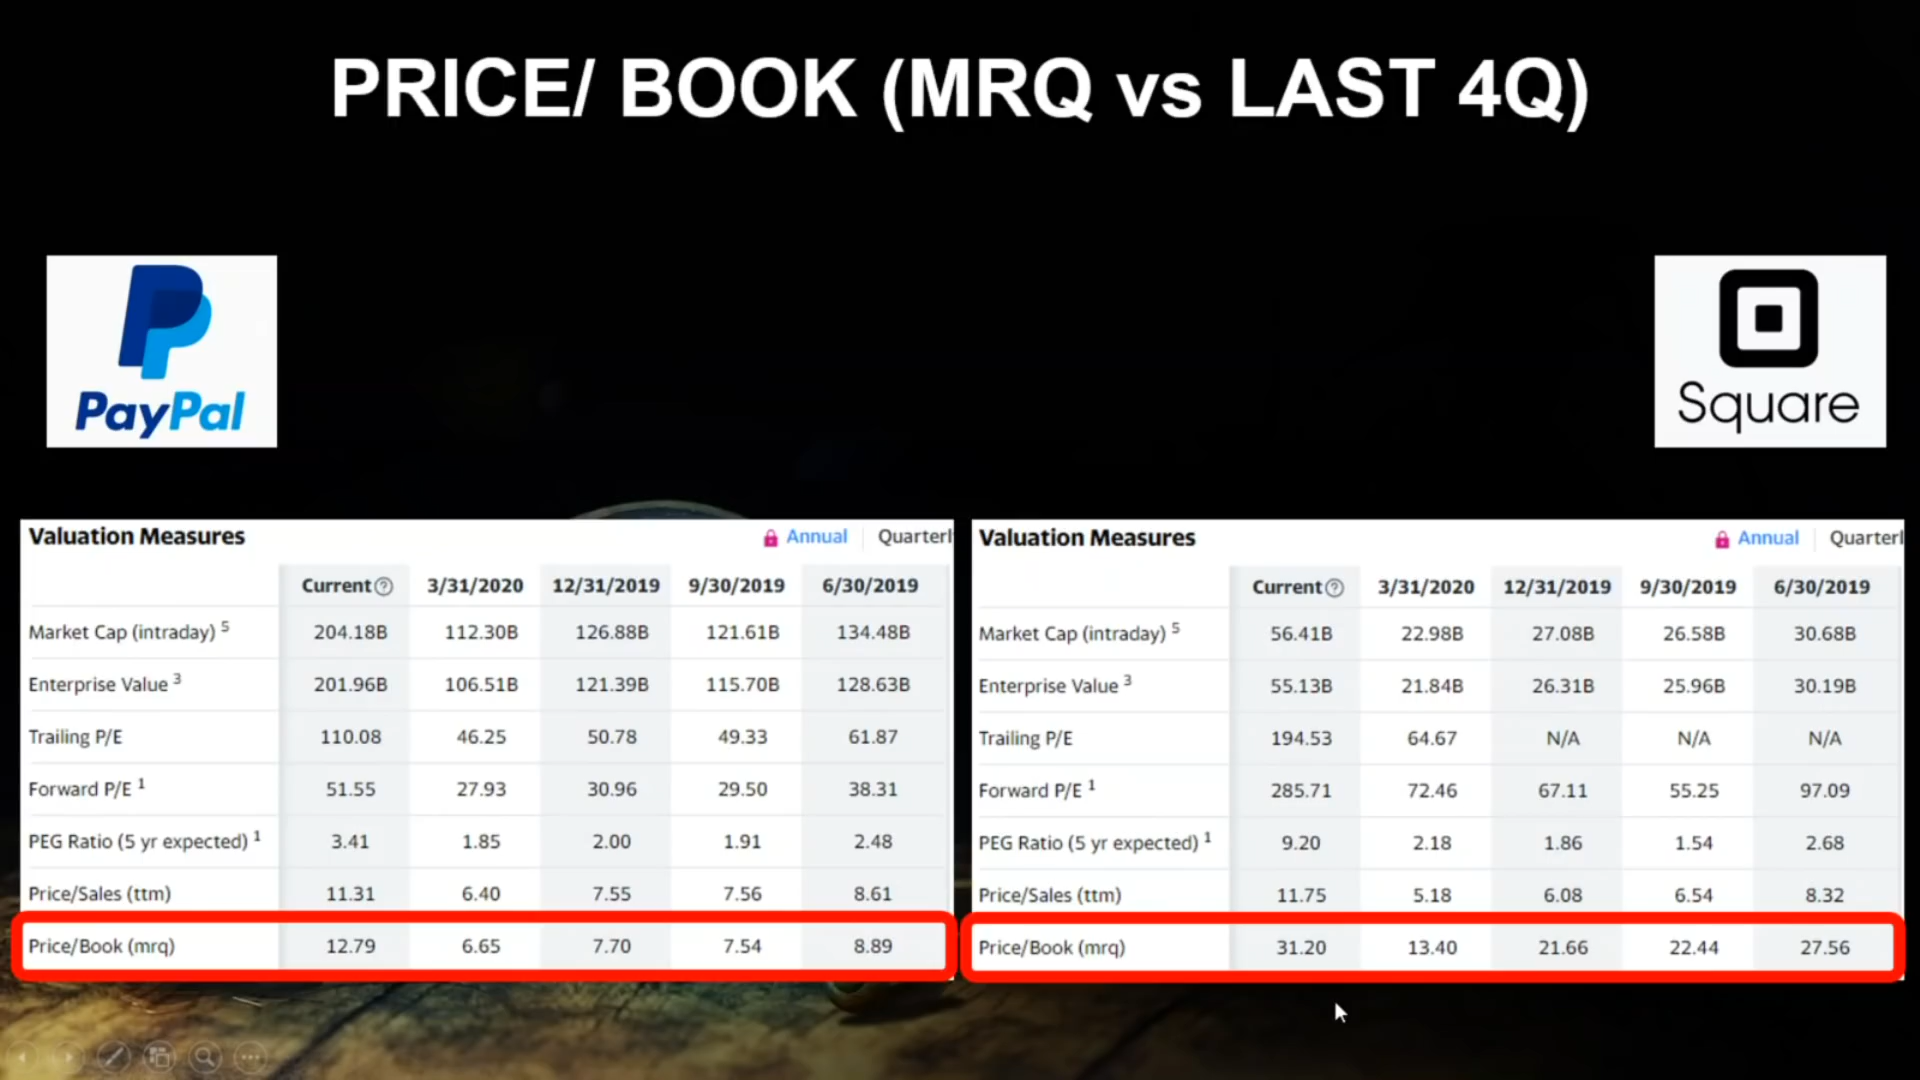 PRICE/ BOOK (MRQ vs LAST 4Q)
PayPal
Square
Valuation Measures
Annual
Quarterl
Current 3/31/2020 12/31/2019 9/30/2019 6/30/2019
Market Cap (intraday) 5 204.18B 112.30B 126.88B 121.61B 134.48B
Enterprise Value 3 201.96B 106.51B 121.39B 115.70B 128.63B
Trailing P/E 110.08 46.25 50.78 49.33 61.87
Forward P/E 1 51.55 27.93 30.96 29.50 38.31
PEG Ratio (5 yr expected) 1 3.41 1.85 2.00 1.91 2.48
Price/Sales (ttm) 11.31 6.40 7.55 7.56 8.61
Price/Book (mrq) 12.79 6.65 7.70 7.54 8.89
Valuation Measures
Annual
Quarterl
Current 3/31/2020 12/31/2019 9/30/2019 6/30/2019
Market Cap (intraday) 5 56.41B 22.98B 27.08B 26.58B 30.68B
Enterprise Value 3 55.13B 21.84B 26.31B 25.96B 30.19B
Trailing P/E 194.53 64.67 N/A N/A N/A
Forward P/E 1 285.71 72.46 67.11 55.25 97.09
PEG Ratio (5 yr expected) 1 9.20 2.18 1.86 1.54 2.68
Price/Sales (ttm) 11.75 5.18 6.08 6.54 8.32
Price/Book (mrq) 31.20 13.40 21.66 22.44 27.56